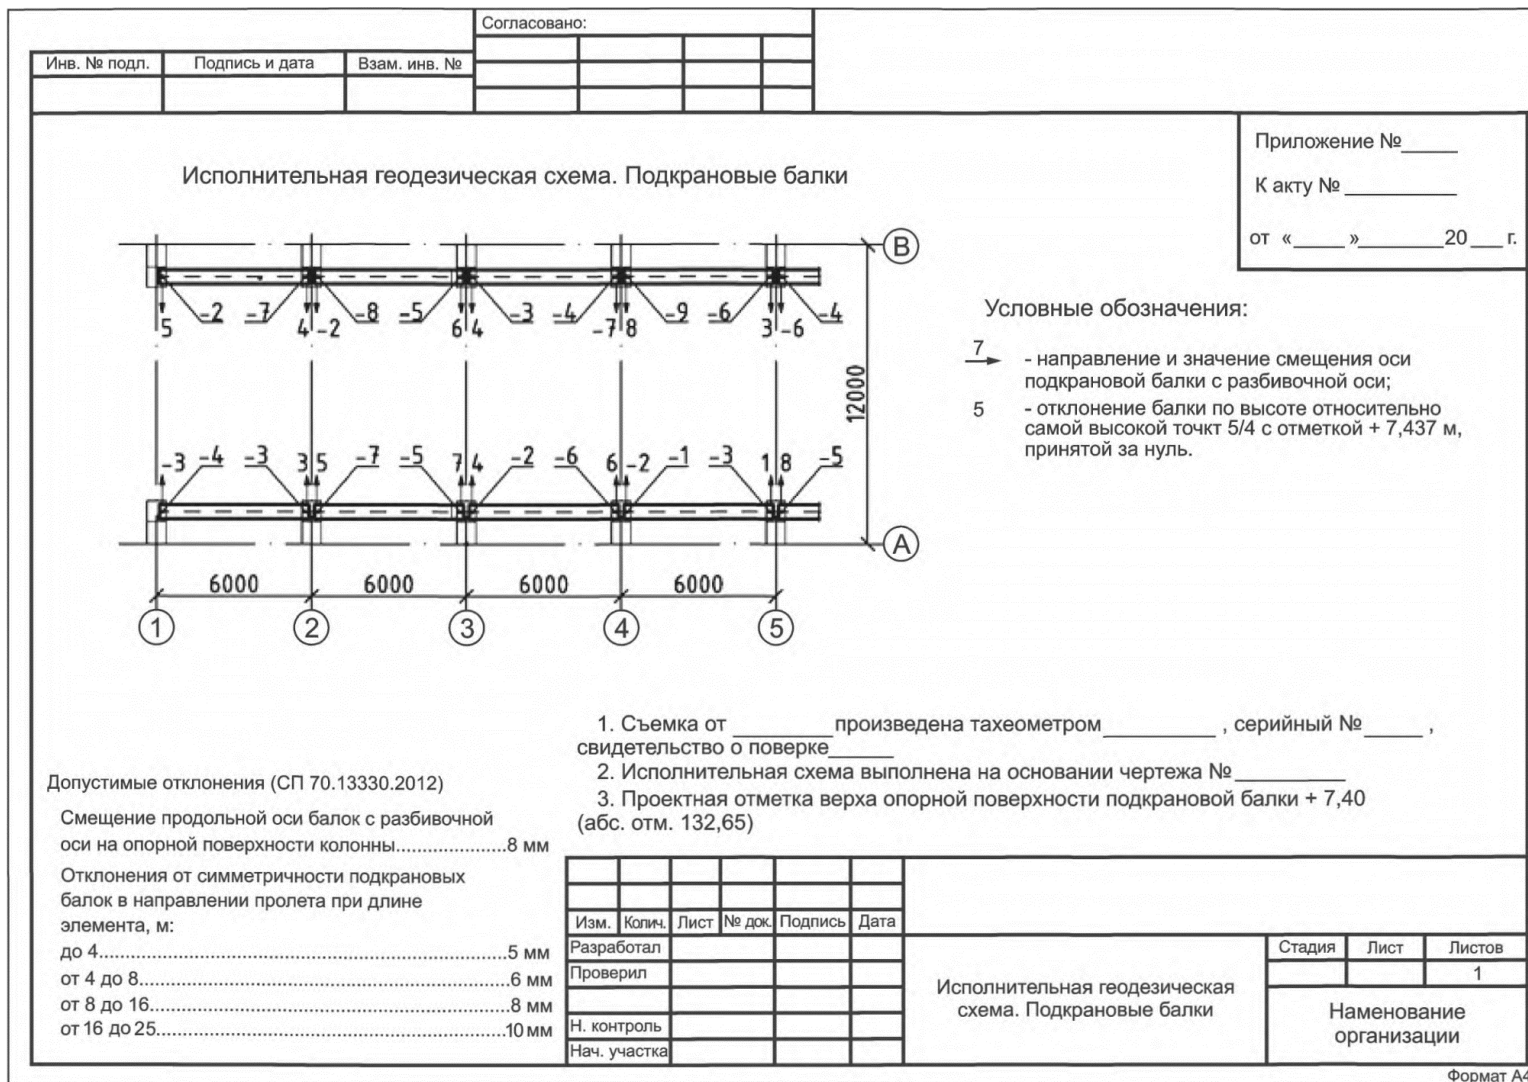 Согласовано:
Инв. № подл. Подпись и дата Взам. инв. №
Приложение №_____
К акту № __________
от «_____»________20___г.
Исполнительная геодезическая схема. Подкрановые балки
В
-2 -7 -8 -5 -3 -4 -9 -6 -4
5 4 -2 6 4 -7 8 3 -6
12000
-3 -4 -3 3 5 -7 -5 7 4 -2 -6 6 -2 -1 -3 1 8 -5
А
6000 6000 6000 6000
1 2 3 4 5
Условные обозначения:
7 - направление и значение смещения оси
подкрановой балки с разбивочной оси;
5 - отклонение балки по высоте относительно
самой высокой точкт 5/4 с отметкой + 7,437 м,
принятой за нуль.
1. Съемка от _________произведена тахеометром__________ , серийный №_____ ,
свидетельство о поверке______
2. Исполнительная схема выполнена на основании чертежа №__________
3. Проектная отметка верха опорной поверхности подкрановой балки + 7,40
(абс. отм. 132,65)
Допустимые отклонения (СП 70.13330.2012)
Смещение продольной оси балок с разбивочной
оси на опорной поверхности колонны....................8 мм
Отклонения от симметричности подкрановых
балок в направлении пролета при длине
элемента, м:
до 4..........................................................................5 мм
от 4 до 8....................................................................6 мм
от 8 до 16..................................................................8 мм
от 16 до 25................................................................10 мм
Изм. Колич. Лист № док. Подпись Дата
Разработал
Проверил
Н. контроль
Нач. участка
Исполнительная геодезическая
схема. Подкрановые балки
Стадия Лист Листов
1
Наменование
организации
Формат А4